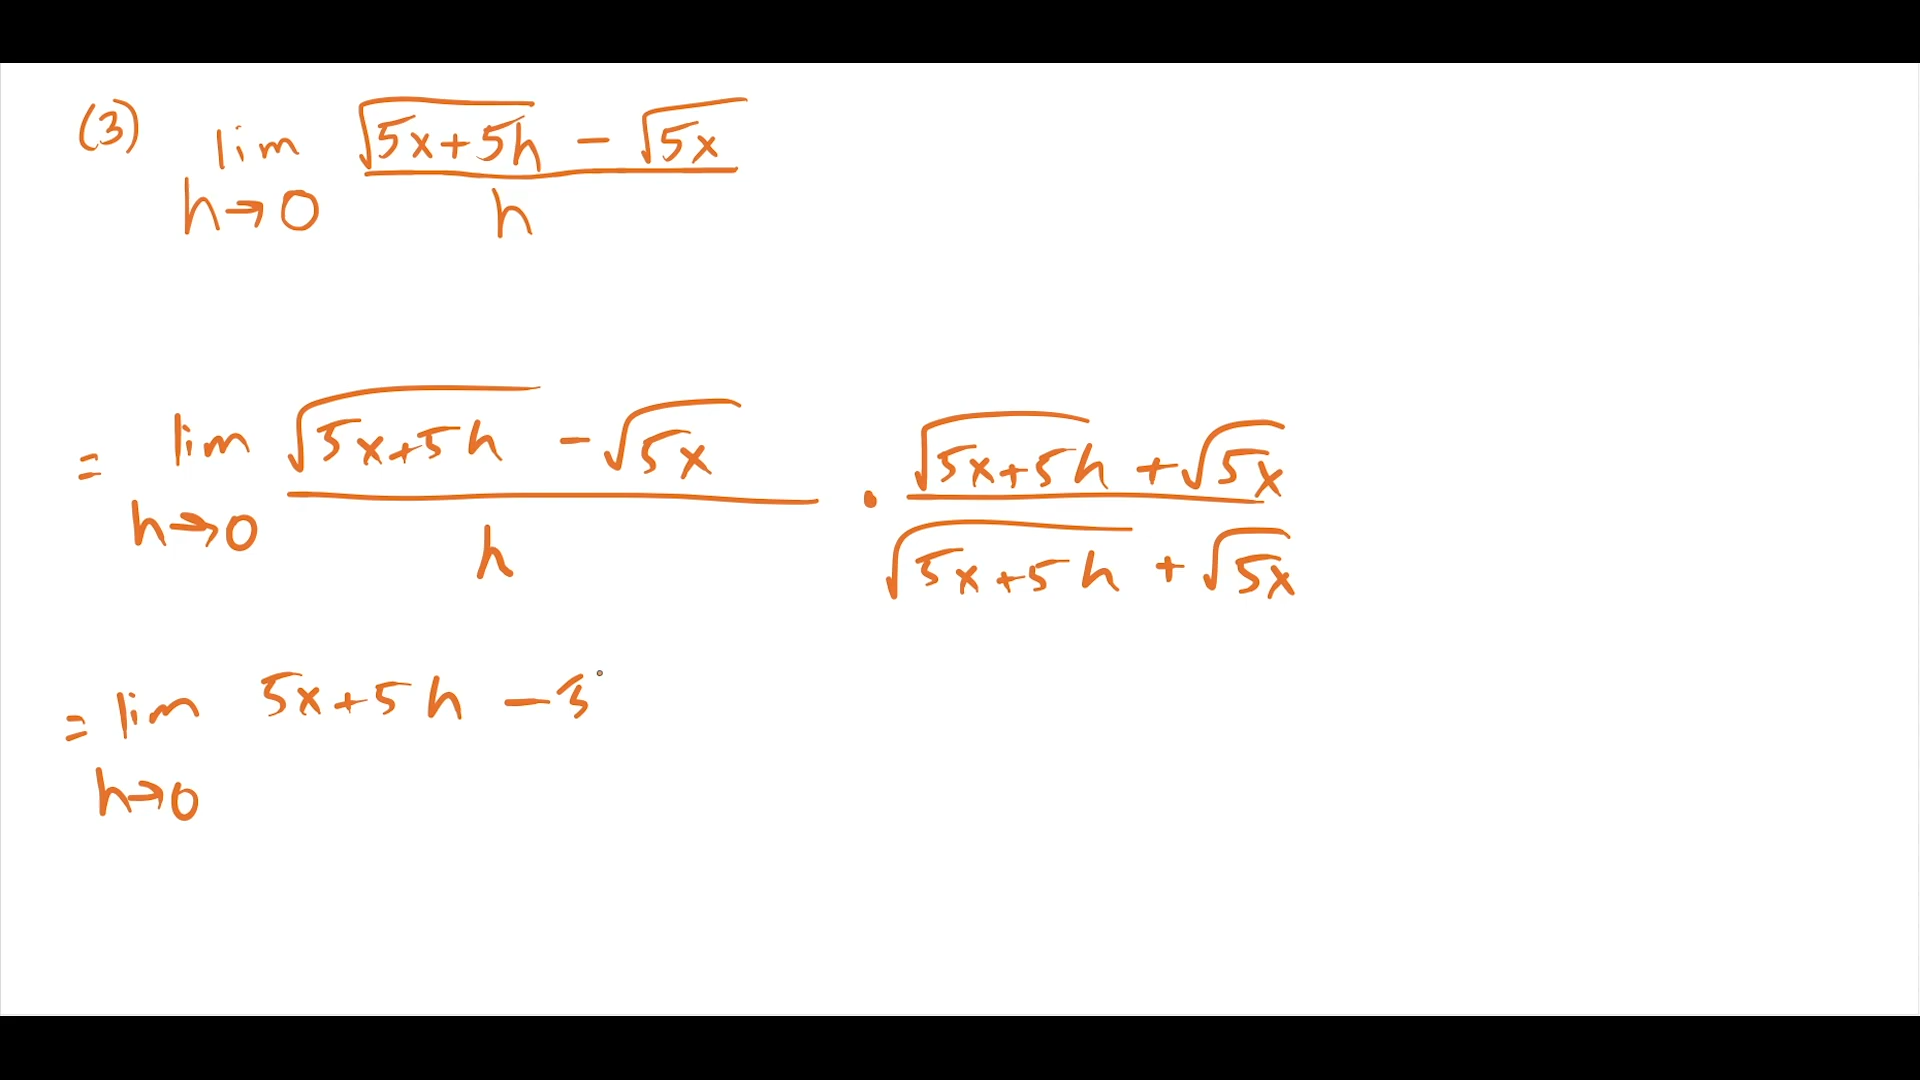 (3) lim √5x+5h − √5x
h→0 h
= lim √5x+5h − √5x · √5x+5h + √5x
h→0 h √5x+5h + √5x
= lim 5x+5h −
h→0